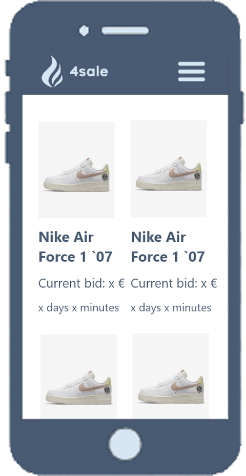 4sale
Nike Air Force 1 `07
Current bid: x €
x days x minutes
Nike Air Force 1 `07
Current bid: x €
x days x minutes